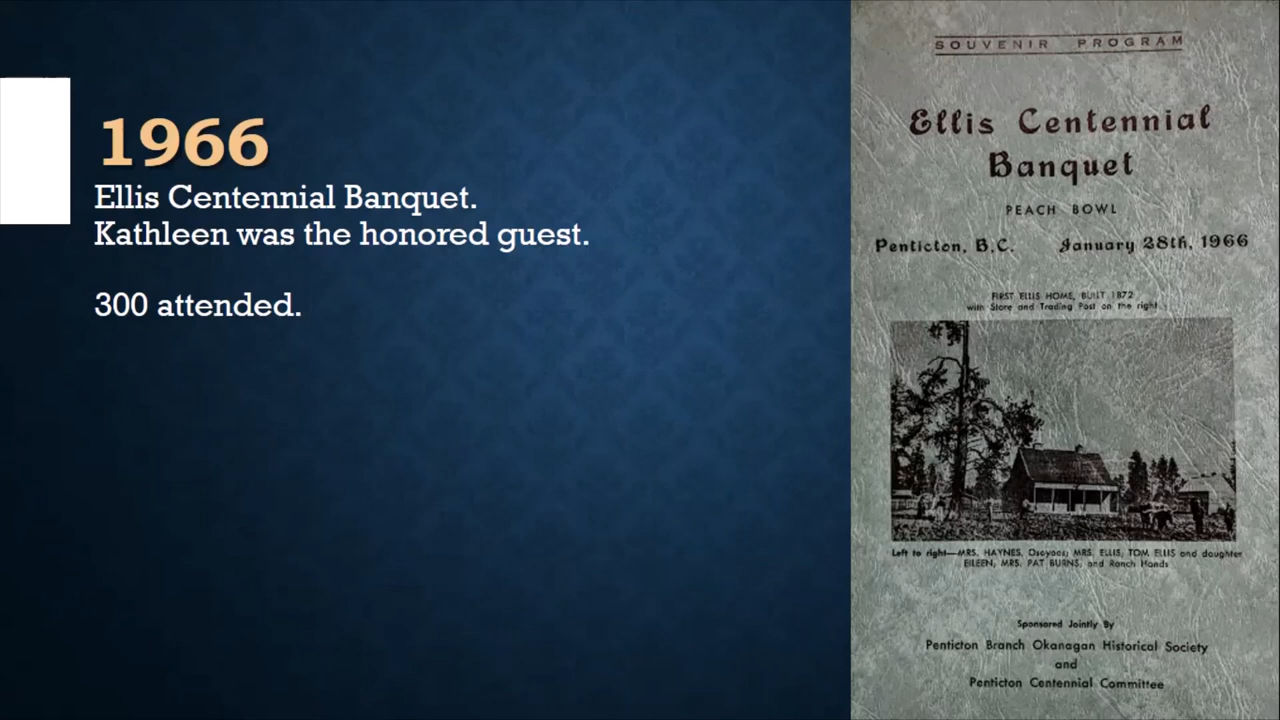 1966
Ellis Centennial Banquet.
Kathleen was the honored guest.
300 attended.
SOUVENIR PROGRAM
Ellis Centennial
Banquet
PEACH BOWL
Penticton, B.C. January 28th, 1966
FIRST ELLIS HOME, BUILT 1872
with Store and Trading Post on the right
Left to right—MRS. HAYNES, Osoyoos; MRS. ELLIS, TOM ELLIS and daughter
EILEEN, MRS. PAT BURNS, and Ranch Hands
Sponsored Jointly By
Penticton Branch Okanagan Historical Society
and
Penticton Centennial Committee